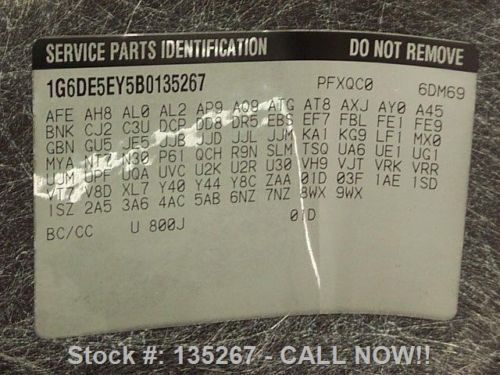 SERVICE PARTS IDENTIFICATION DO NOT REMOVE
1G6DE5EY5B0135267 PFXQC0 6DM69
AFE AH8 AL0 AL2 AP9 AQ9 ATG AT8 AXJ AY0 A45
BNK CJ2 C3U DCP DD8 DR5 EBS EF7 FBL FE1 FE9
GBN GU5 JE5 JJB JJD JJL JJM KA1 KG9 LF1 MX0
MYA NT7 N30 P61 QCH R9N SLM TSQ UA6 UE1 UG1
UJM UPF UQA UVC U2K U2R U30 VH9 VJT VRK VRR
VT7 V8D XL7 Y40 Y44 Y8C ZAA 01D 03F 1AE 1SD
1SZ 2A5 3A6 4AC 5AB 6NZ 7NZ 8WX 9WX
BC/CC U 800J 01D
Stock #: 135267 - CALL NOW!!